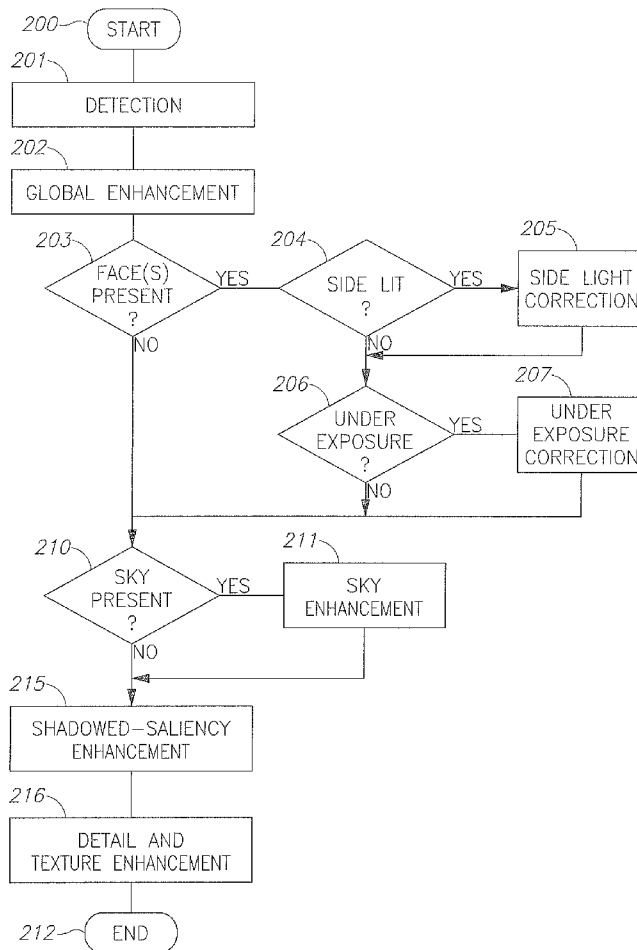 200
START
201
DETECTION
202
GLOBAL ENHANCEMENT
203
FACE(S)
PRESENT
?
YES
NO
204
SIDE LIT
?
YES
NO
205
SIDE LIGHT
CORRECTION
206
UNDER
EXPOSURE
?
YES
NO
207
UNDER
EXPOSURE
CORRECTION
210
SKY
PRESENT
?
YES
NO
211
SKY
ENHANCEMENT
215
SHADOWED-SALIENCY
ENHANCEMENT
216
DETAIL AND
TEXTURE ENHANCEMENT
212
END